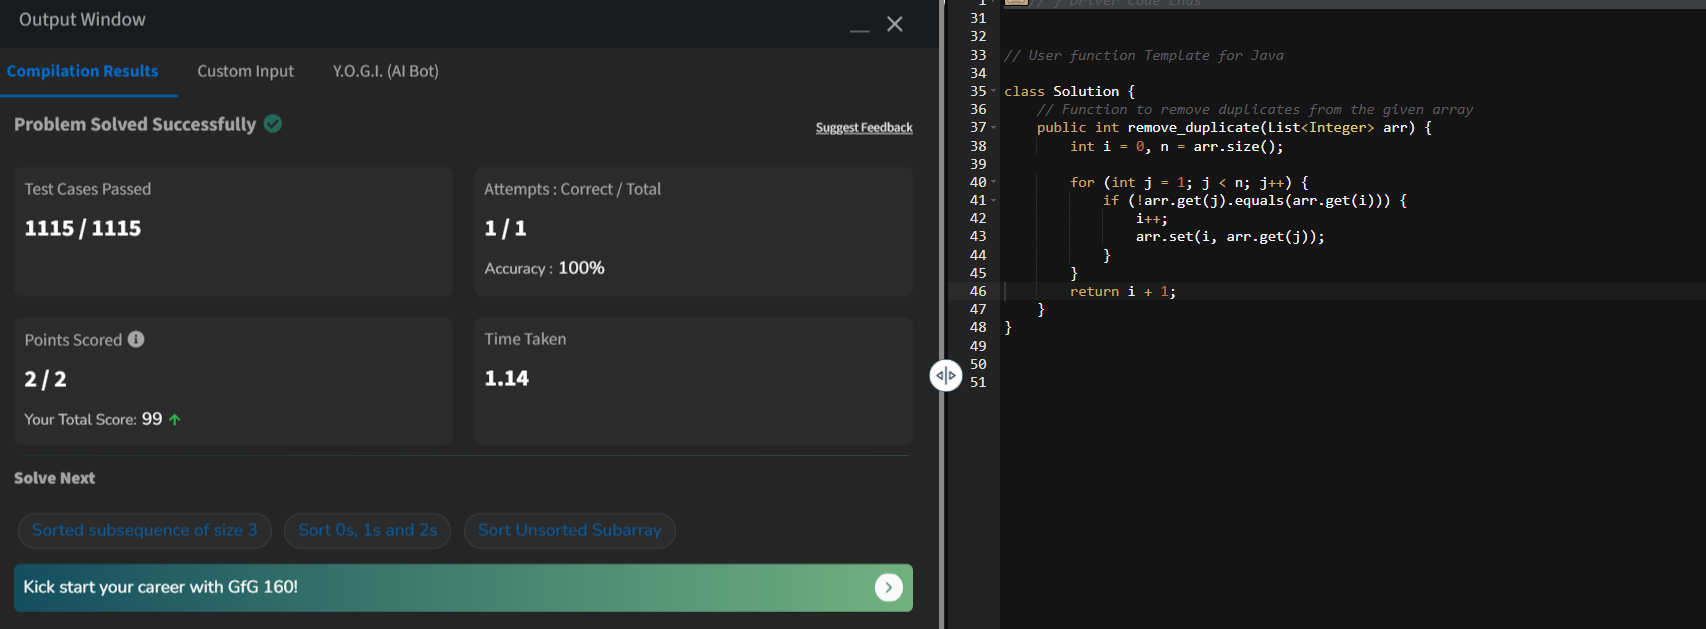 Output Window
Compilation Results
Custom Input
Y.O.G.I. (AI Bot)
Problem Solved Successfully
Suggest Feedback
Test Cases Passed
1115 / 1115
Attempts : Correct / Total
1 / 1
Accuracy : 100%
Points Scored
2 / 2
Your Total Score: 99
Time Taken
1.14
Solve Next
Sorted subsequence of size 3
Sort 0s, 1s and 2s
Sort Unsorted Subarray
Kick start your career with GfG 160!
1 // } Driver Code Ends
31
32
33 // User function Template for Java
34
35 class Solution {
36     // Function to remove duplicates from the given array
37     public int remove_duplicate(List<Integer> arr) {
38         int i = 0, n = arr.size();
39
40         for (int j = 1; j < n; j++) {
41             if (!arr.get(j).equals(arr.get(i))) {
42                 i++;
43                 arr.set(i, arr.get(j));
44             }
45         }
46         return i + 1;
47     }
48 }
49
50
51